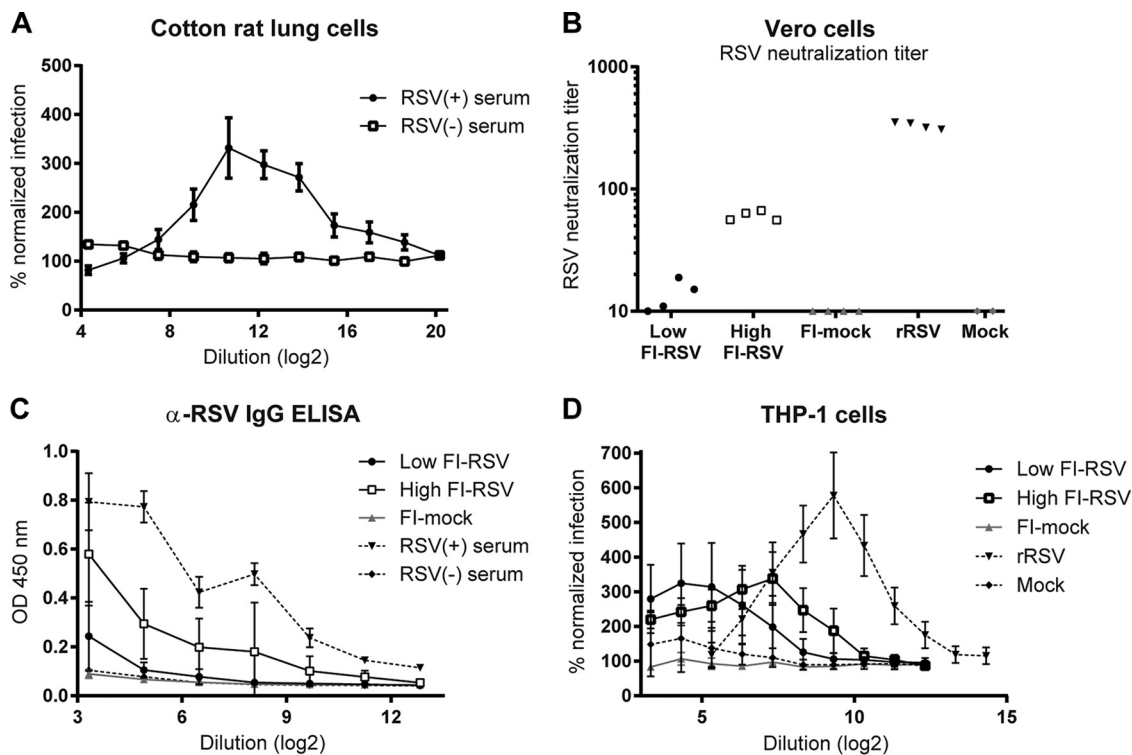 A
Cotton rat lung cells
% normalized infection
500
400
300
200
100
0
4
8
12
16
20
Dilution (log2)
RSV(+) serum
RSV(-) serum
B
Vero cells
RSV neutralization titer
RSV neutralization titer
1000
100
10
Low
FI-RSV
High
FI-RSV
FI-mock
rRSV
Mock
C
α-RSV IgG ELISA
OD 450 nm
1.0
0.8
0.6
0.4
0.2
0.0
3
6
9
12
Dilution (log2)
Low FI-RSV
High FI-RSV
FI-mock
RSV(+) serum
RSV(-) serum
D
THP-1 cells
% normalized infection
700
600
500
400
300
200
100
0
5
10
15
Dilution (log2)
Low FI-RSV
High FI-RSV
FI-mock
rRSV
Mock